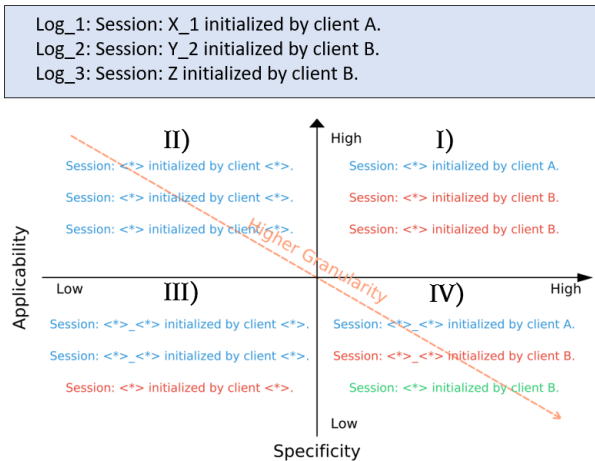 Log_1: Session: X_1 initialized by client A.
Log_2: Session: Y_2 initialized by client B.
Log_3: Session: Z initialized by client B.
II)
High
I)
Session: <*> initialized by client <*>.
Session: <*> initialized by client A.
Session: <*> initialized by client <*>.
Session: <*> initialized by client B.
Session: <*> initialized by client <*>.
Session: <*> initialized by client B.
Higher Granularity
Applicability
Low
III)
IV)
High
Session: <*>_<*> initialized by client <*>.
Session: <*>_<*> initialized by client A.
Session: <*>_<*> initialized by client <*>.
Session: <*>_<*> initialized by client B.
Session: <*> initialized by client <*>.
Session: <*> initialized by client B.
Low
Specificity